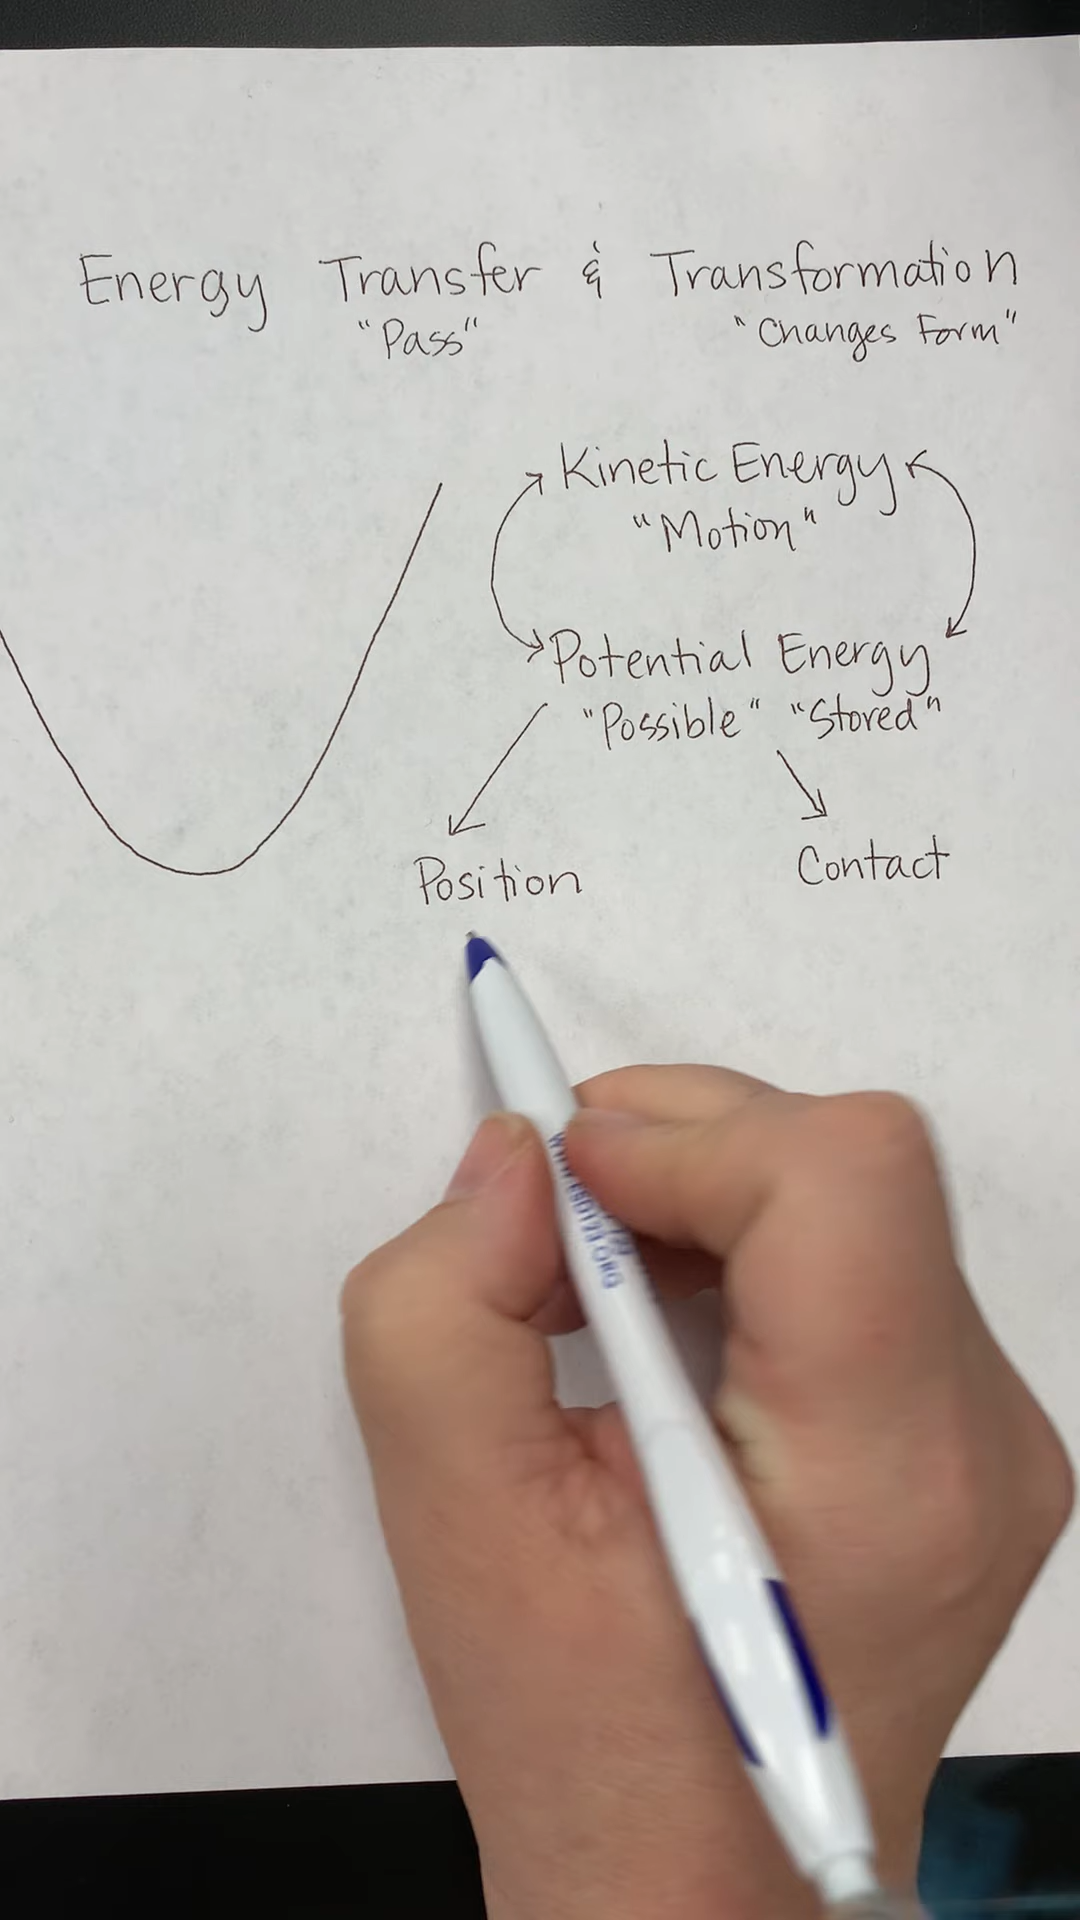 Energy Transfer & Transformation
"Pass" "Changes Form"
Kinetic Energy
"Motion"
Potential Energy
"Possible" "Stored"
Position
Contact